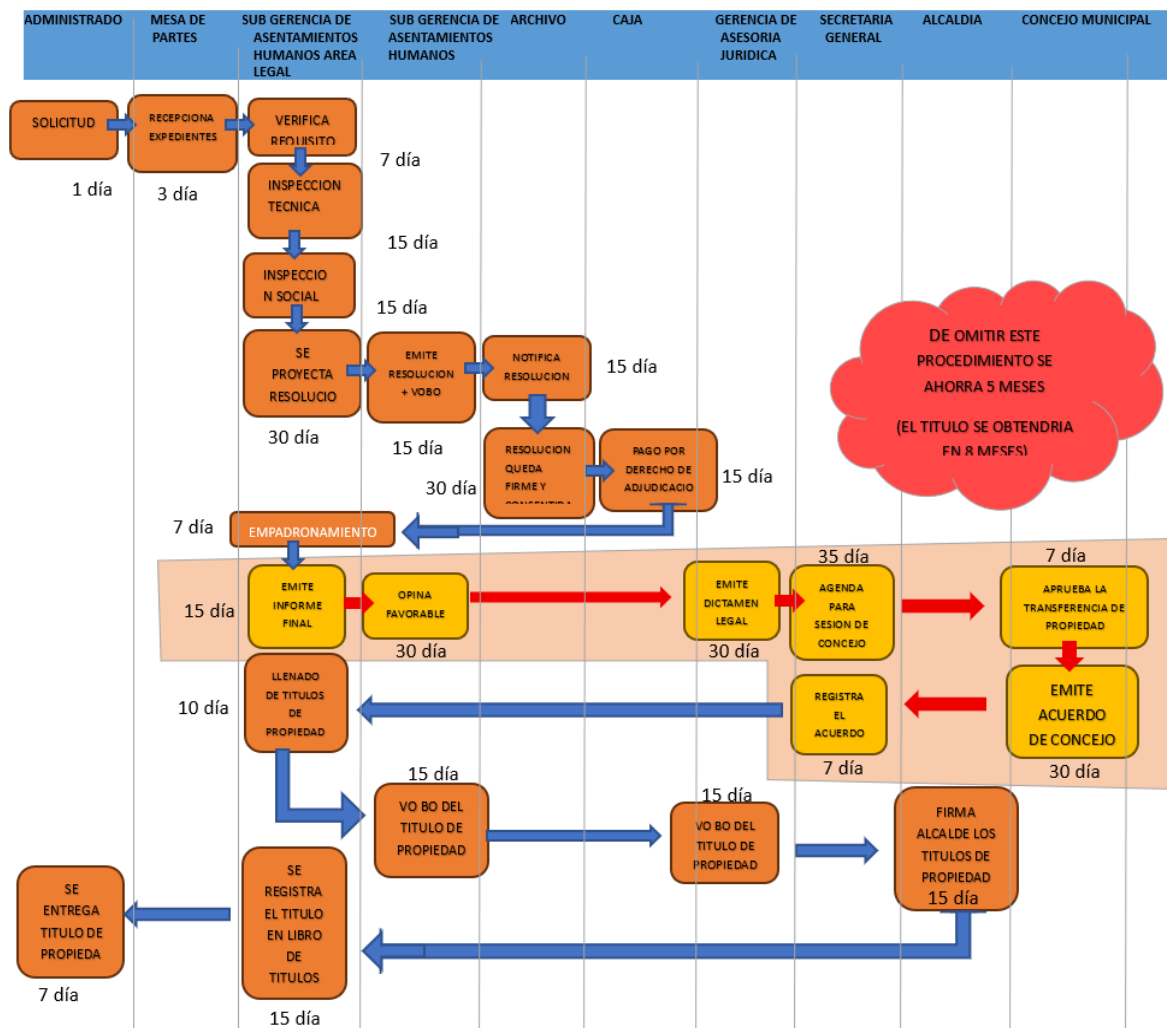 ADMINISTRADO
MESA DE
PARTES
SUB GERENCIA DE
ASENTAMIENTOS
HUMANOS AREA
LEGAL
SUB GERENCIA DE
ASENTAMIENTOS
HUMANOS
ARCHIVO
CAJA
GERENCIA DE
ASESORIA
JURIDICA
SECRETARIA
GENERAL
ALCALDIA
CONCEJO MUNICIPAL
SOLICITUD
1 día
RECEPCIONA
EXPEDIENTES
3 día
VERIFICA
REQUISITO
7 día
INSPECCION
TECNICA
15 día
INSPECCIO
N SOCIAL
15 día
SE
PROYECTA
RESOLUCIO
30 día
EMITE
RESOLUCION
+ VOBO
15 día
NOTIFICA
RESOLUCION
15 día
RESOLUCION
QUEDA
FIRME Y
CONSENTIDA
30 día
PAGO POR
DERECHO DE
ADJUDICACIO
15 día
DE OMITIR ESTE
PROCEDIMIENTO SE
AHORRA 5 MESES
(EL TITULO SE OBTENDRIA
EN 8 MESES)
7 día
EMPADRONAMIENTO
15 día
EMITE
INFORME
FINAL
OPINA
FAVORABLE
30 día
EMITE
DICTAMEN
LEGAL
30 día
35 día
AGENDA
PARA
SESION DE
CONCEJO
7 día
APRUEBA LA
TRANSFERENCIA DE
PROPIEDAD
EMITE
ACUERDO
DE CONCEJO
30 día
REGISTRA
EL
ACUERDO
7 día
LLENADO
DE TITULOS
DE
PROPIEDAD
10 día
15 día
VO BO DEL
TITULO DE
PROPIEDAD
15 día
VO BO DEL
TITULO DE
PROPIEDAD
FIRMA
ALCALDE LOS
TITULOS DE
PROPIEDAD
15 día
SE
REGISTRA
EL TITULO
EN LIBRO
DE
TITULOS
15 día
SE
ENTREGA
TITULO DE
PROPIEDA
7 día